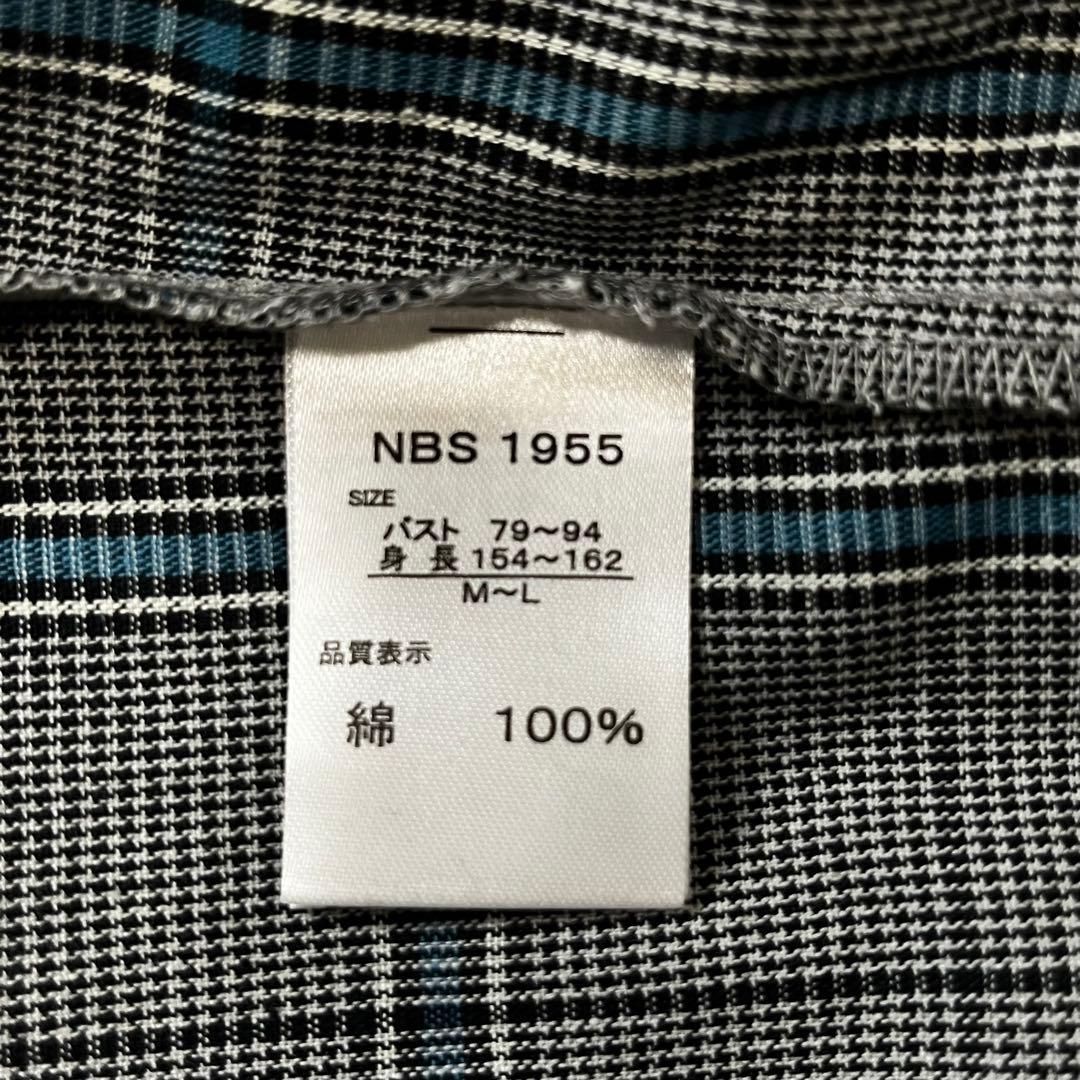 NBS 1955
SIZE
バスト 79～94
身 長 154～162
M～L
品質表示
綿 100%